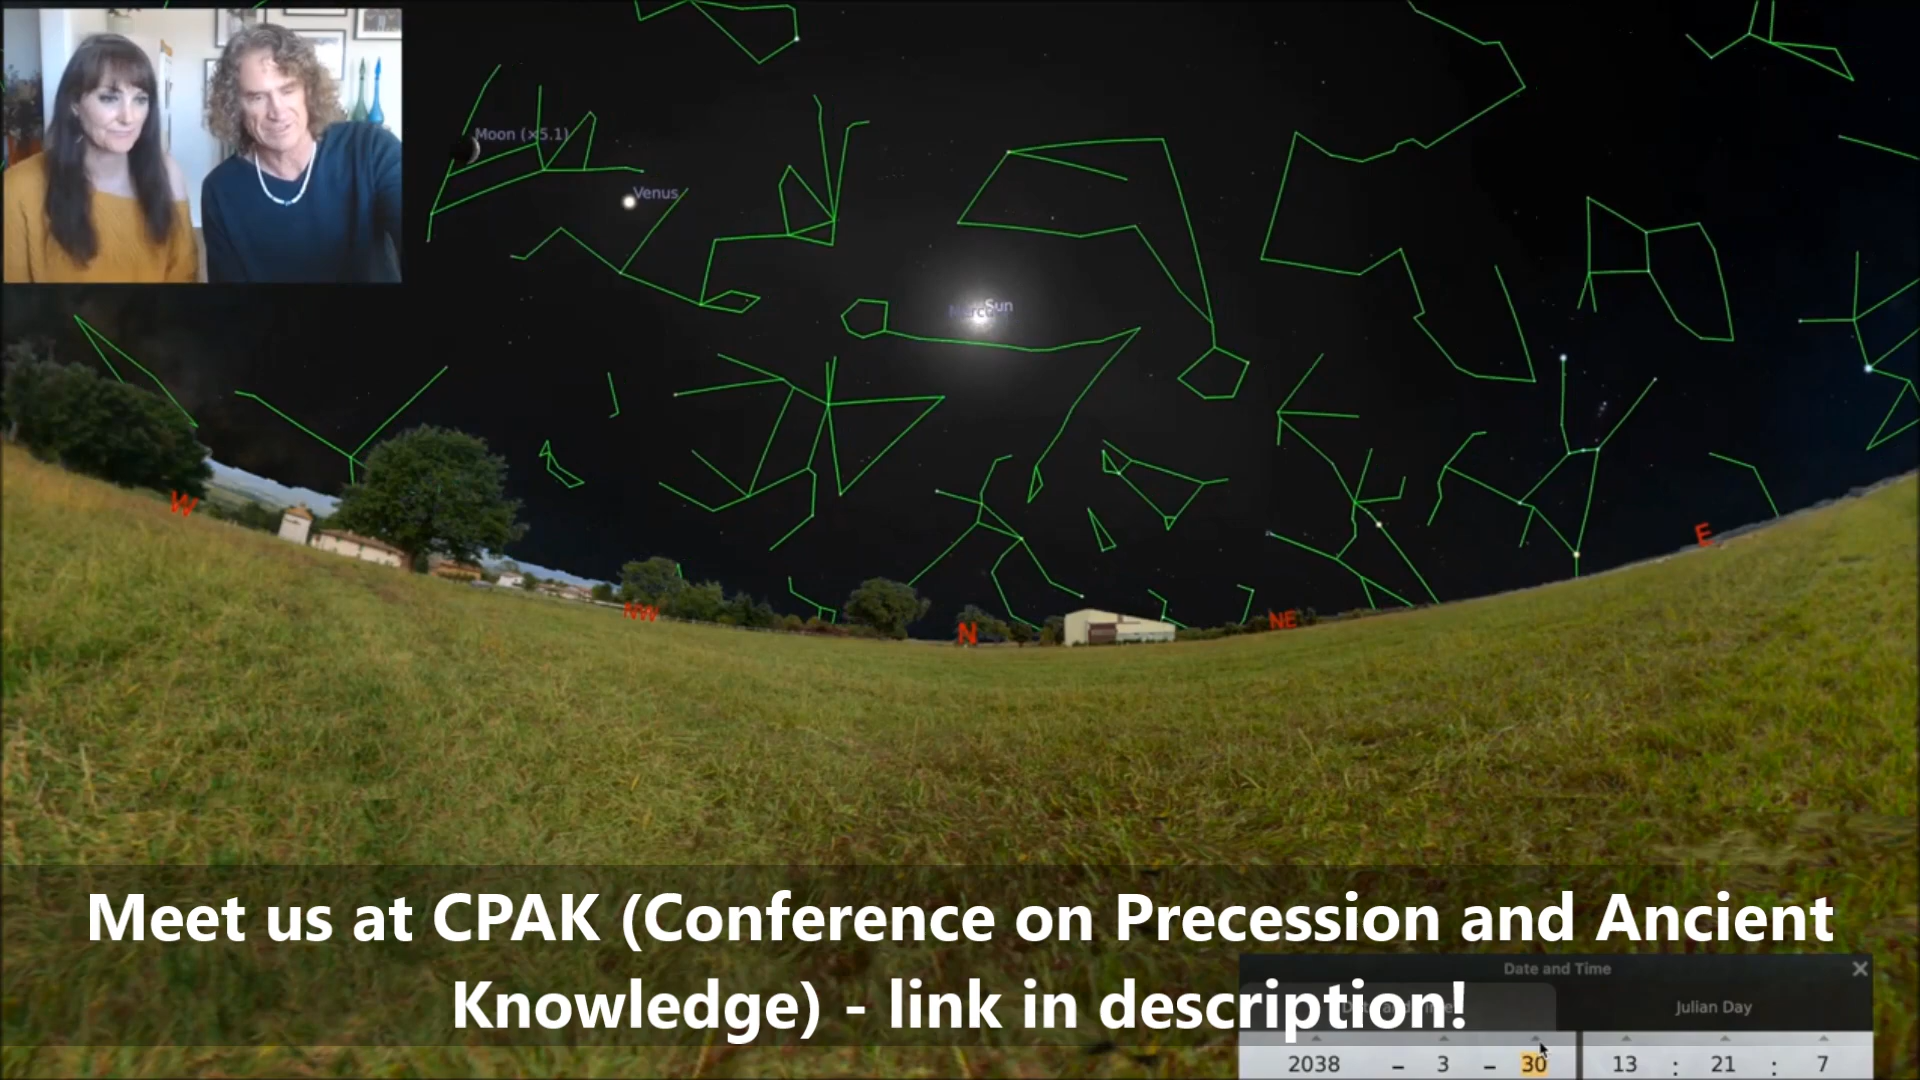 Moon (×5.1)
Venus
Sun
W
NW
N
NE
E
Meet us at CPAK (Conference on Precession and Ancient
Knowledge) - link in description!
Date and Time
Julian Day
2038 - 3 - 30 13 : 21 : 7